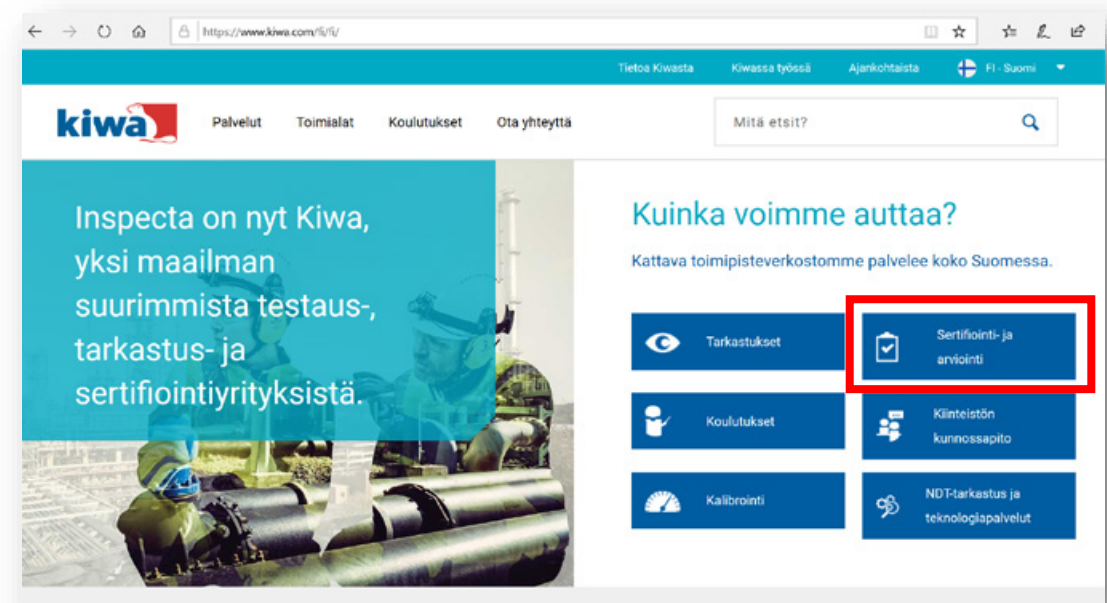 https://www.kiwa.com/fi/fi/
Tietoa Kiwasta Kiwassa työssä Ajankohtaista FI - Suomi
kiwa Palvelut Toimialat Koulutukset Ota yhteyttä Mitä etsit?
Inspecta on nyt Kiwa,
yksi maailman
suurimmista testaus-,
tarkastus- ja
sertifiointiyrityksistä.
Kuinka voimme auttaa?
Kattava toimipisteverkostomme palvelee koko Suomessa.
Tarkastukset
Sertifiointi- ja
arviointi
Koulutukset
Kiinteistön
kunnossapito
Kalibrointi
NDT-tarkastus ja
teknologiapalvelut